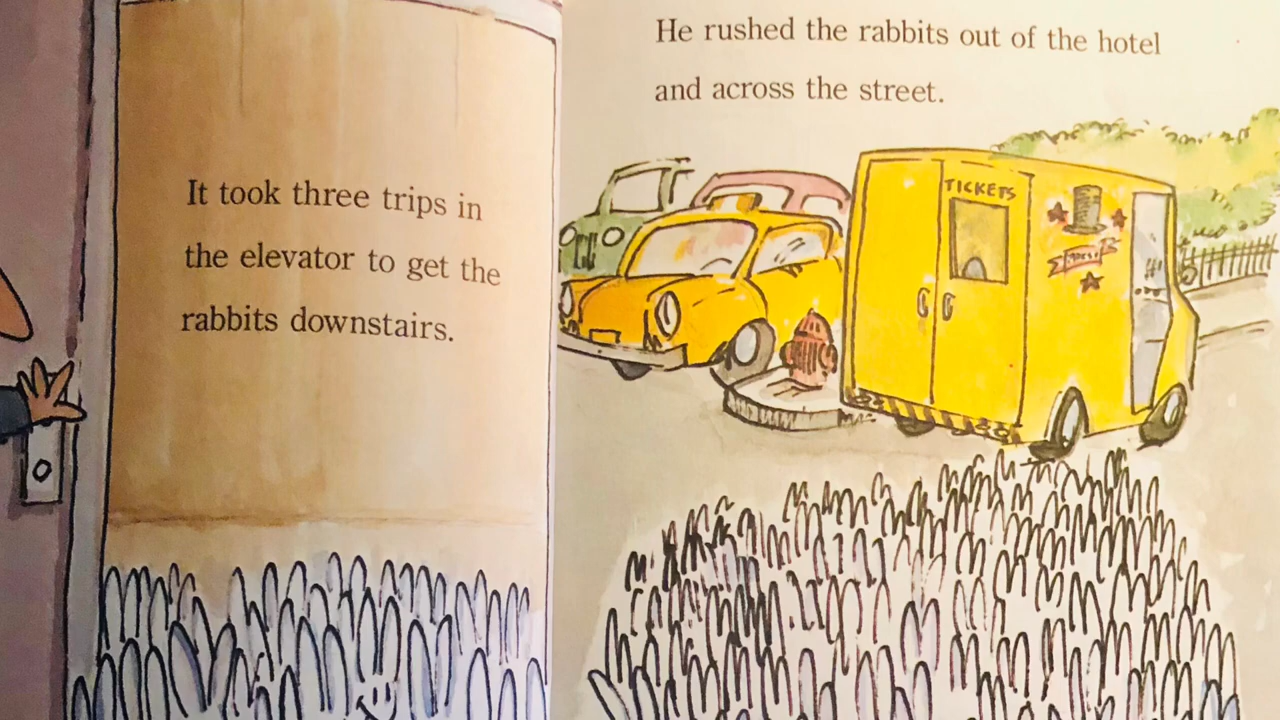 It took three trips in
the elevator to get the
rabbits downstairs.
He rushed the rabbits out of the hotel
and across the street.
TICKETS